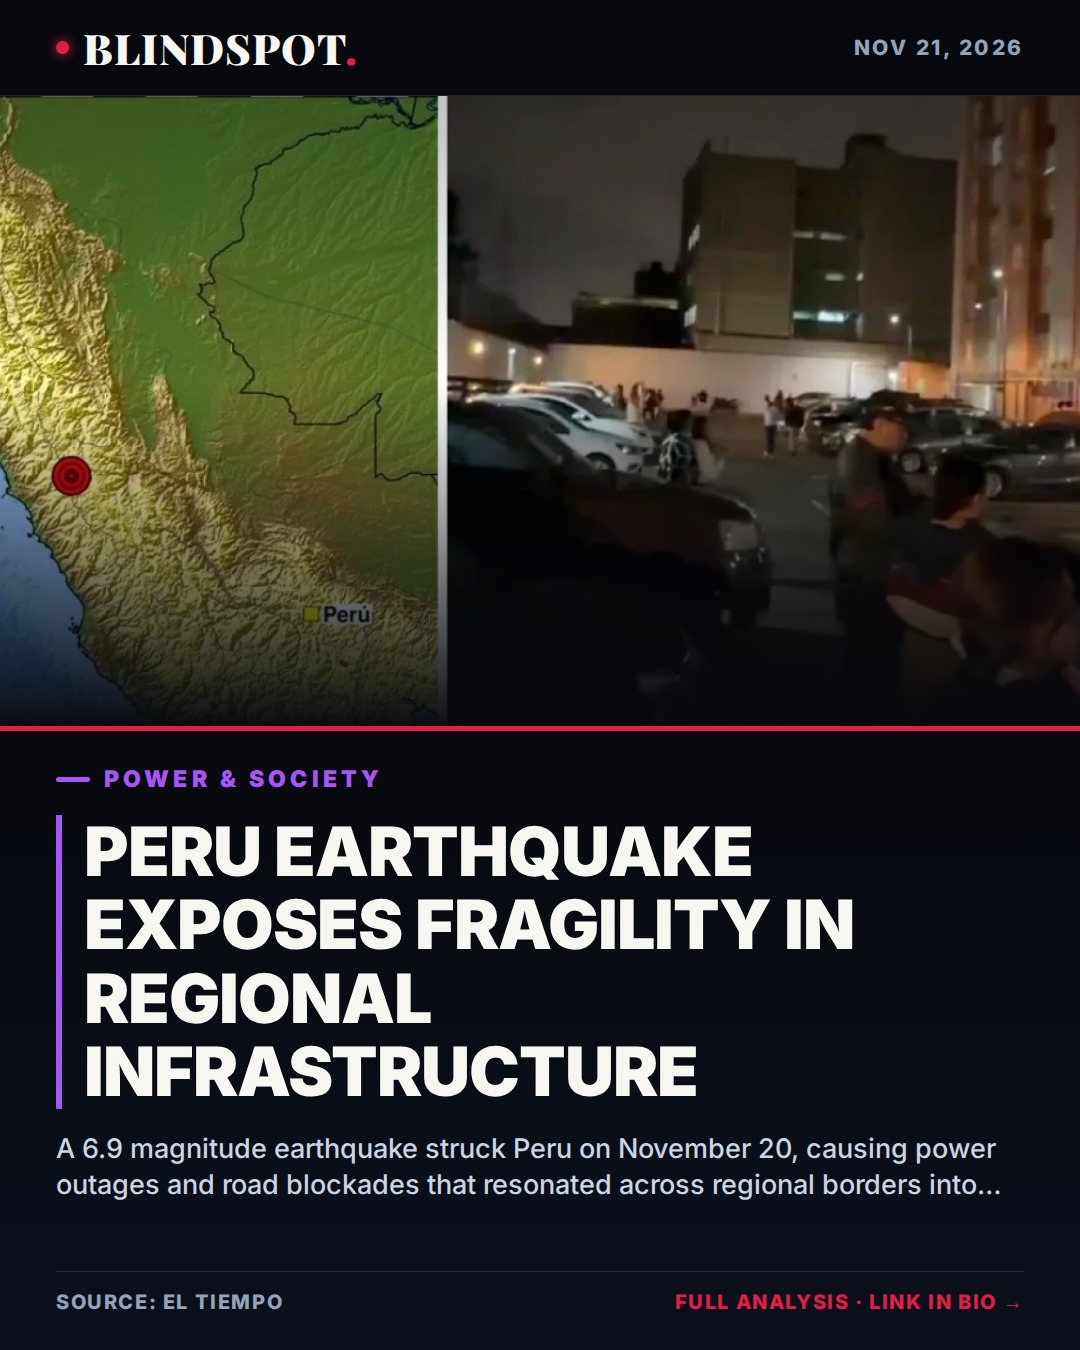 BLINDSPOT.
NOV 21, 2026
Perú
POWER & SOCIETY
PERU EARTHQUAKE
EXPOSES FRAGILITY IN
REGIONAL
INFRASTRUCTURE
A 6.9 magnitude earthquake struck Peru on November 20, causing power
outages and road blockades that resonated across regional borders into...
SOURCE: EL TIEMPO
FULL ANALYSIS · LINK IN BIO →